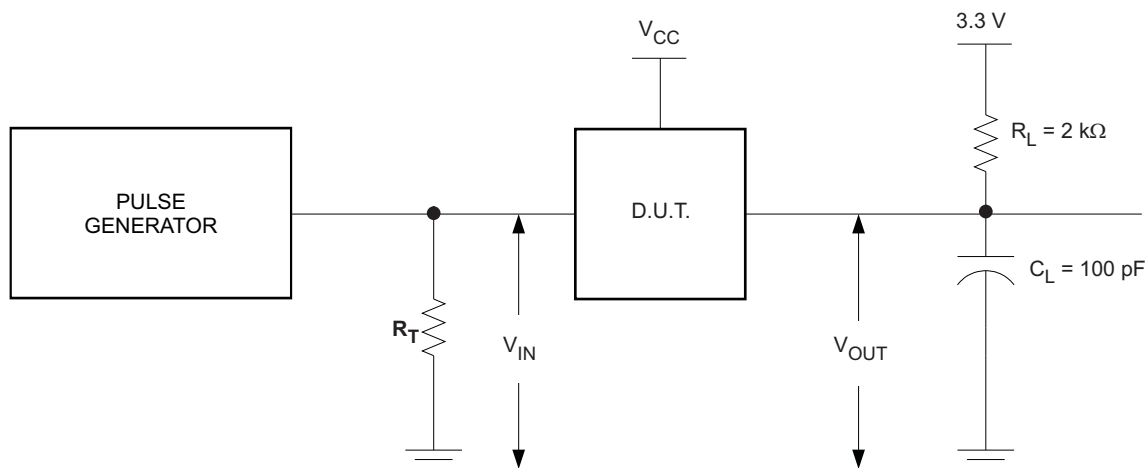 3.3 V
V_CC
R_L = 2 kΩ
PULSE
GENERATOR
D.U.T.
C_L = 100 pF
R_T
V_IN
V_OUT